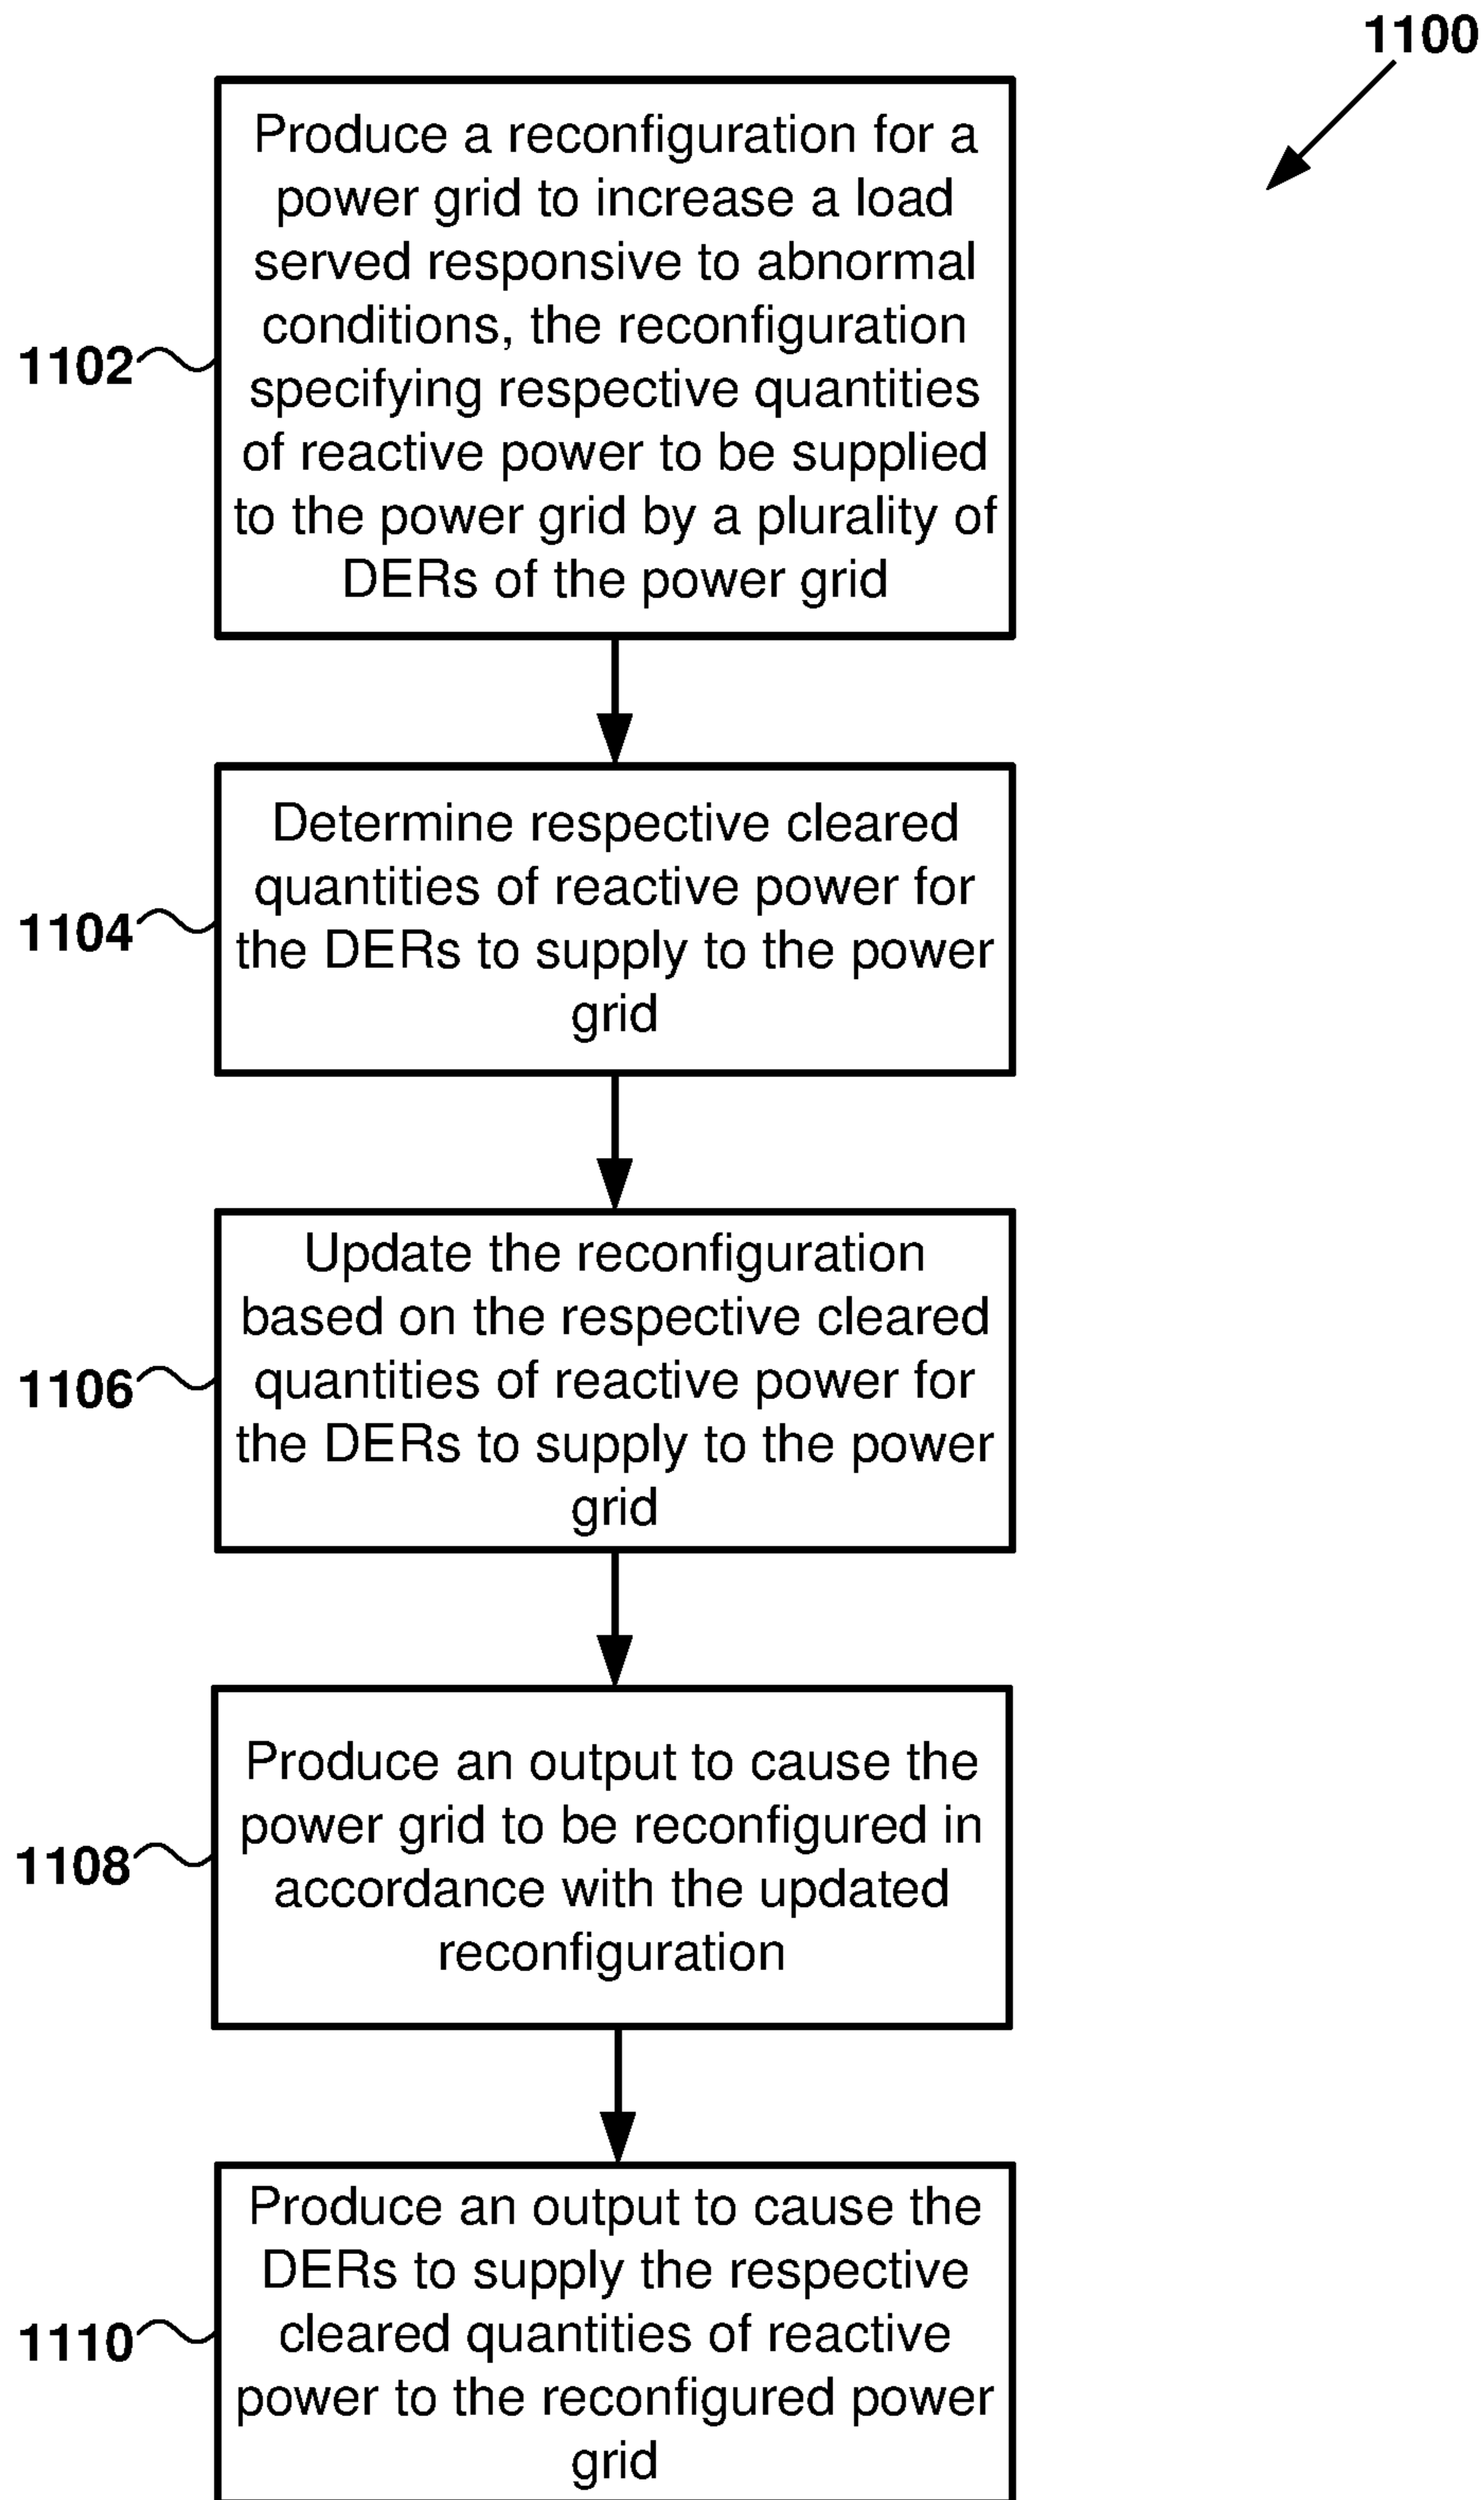 1100
Produce a reconfiguration for a
power grid to increase a load
served responsive to abnormal
conditions, the reconfiguration
specifying respective quantities
of reactive power to be supplied
to the power grid by a plurality of
DERs of the power grid
1102
Determine respective cleared
quantities of reactive power for
the DERs to supply to the power
grid
1104
Update the reconfiguration
based on the respective cleared
quantities of reactive power for
the DERs to supply to the power
grid
1106
Produce an output to cause the
power grid to be reconfigured in
accordance with the updated
reconfiguration
1108
Produce an output to cause the
DERs to supply the respective
cleared quantities of reactive
power to the reconfigured power
grid
1110